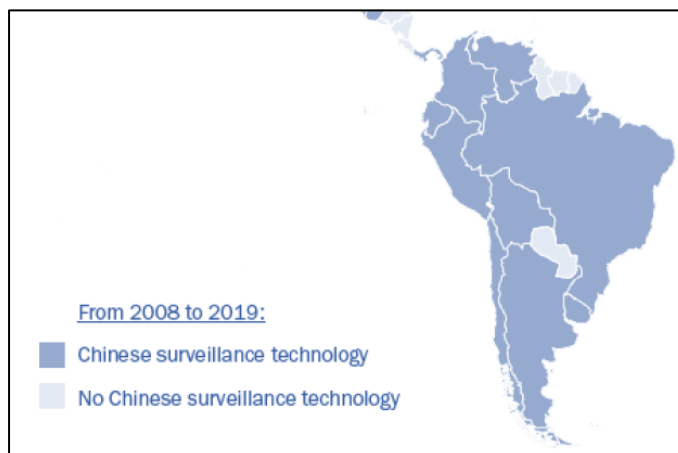 From 2008 to 2019:
Chinese surveillance technology
No Chinese surveillance technology